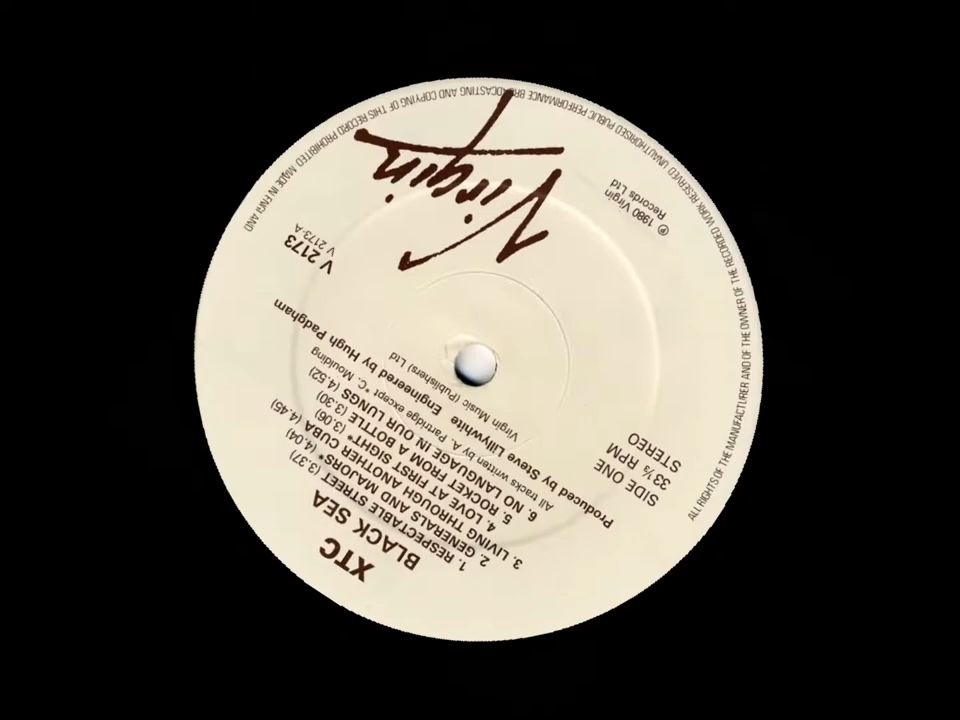 XTC
BLACK SEA
1. RESPECTABLE STREET (3.37)
2. GENERALS AND MAJORS* (4.04)
3. LIVING THROUGH ANOTHER CUBA (4.45)
4. LOVE AT FIRST SIGHT* (3.06)
5. ROCKET FROM A BOTTLE (3.30)
6. NO LANGUAGE IN OUR LUNGS (4.52)
All tracks written by A. Partridge except *C. Moulding
Virgin Music (Publishers) Ltd
Produced by Steve Lillywhite Engineered by Hugh Padgham
SIDE ONE
33⅓ RPM
STEREO
V 2173
V 2173-A
℗ 1980 Virgin
Records Ltd
Virgin
ALL RIGHTS OF THE MANUFACTURER AND OF THE OWNER OF THE RECORDED WORK RESERVED UNAUTHORISED PUBLIC PERFORMANCE BROADCASTING AND COPYING OF THIS RECORD PROHIBITED MADE IN ENGLAND